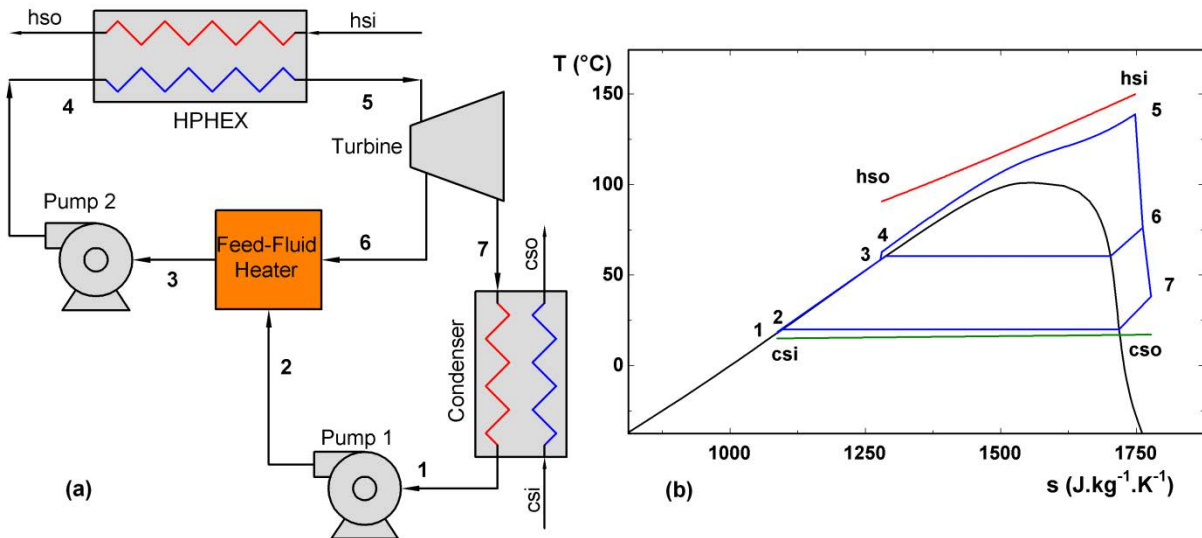 hso
hsi
4
HPHEX
5
Turbine
Pump 2
Feed-Fluid
Heater
3
6
7
cso
2
Condenser
Pump 1
1
csi
(a)
T (°C)
150
100
50
0
hsi
5
hso
4
3
6
2
1
7
csi
cso
1000
1250
1500
1750
(b)
s (J.kg⁻¹.K⁻¹)